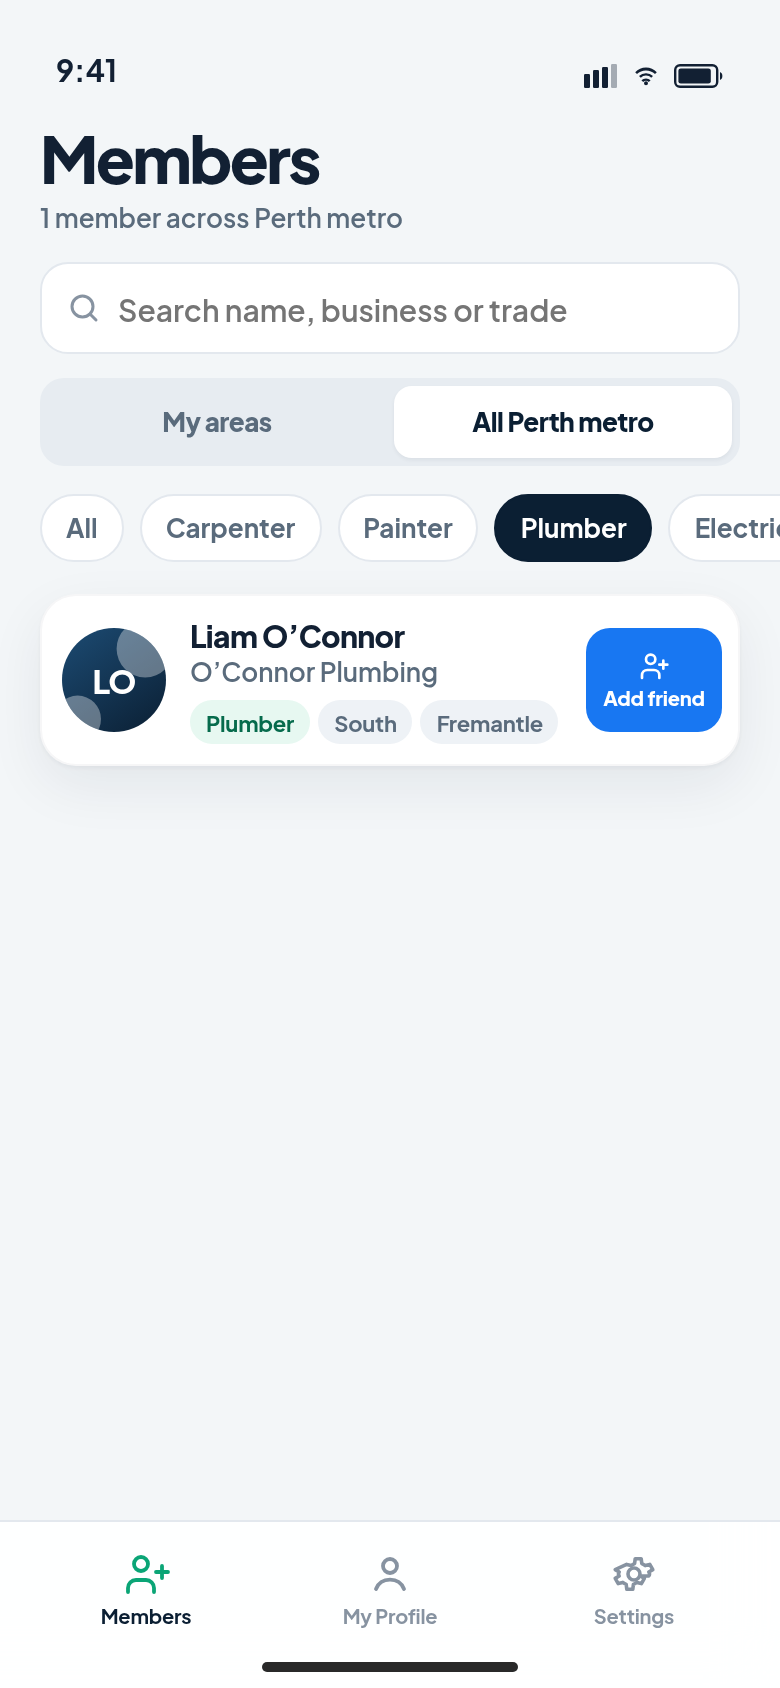 9:41
Members
1 member across Perth metro
Search name, business or trade
My areas
All Perth metro
All
Carpenter
Painter
Plumber
Electric
Liam O’Connor
LO
O’Connor Plumbing
Plumber
South
Fremantle
Add friend
Members
My Profile
Settings